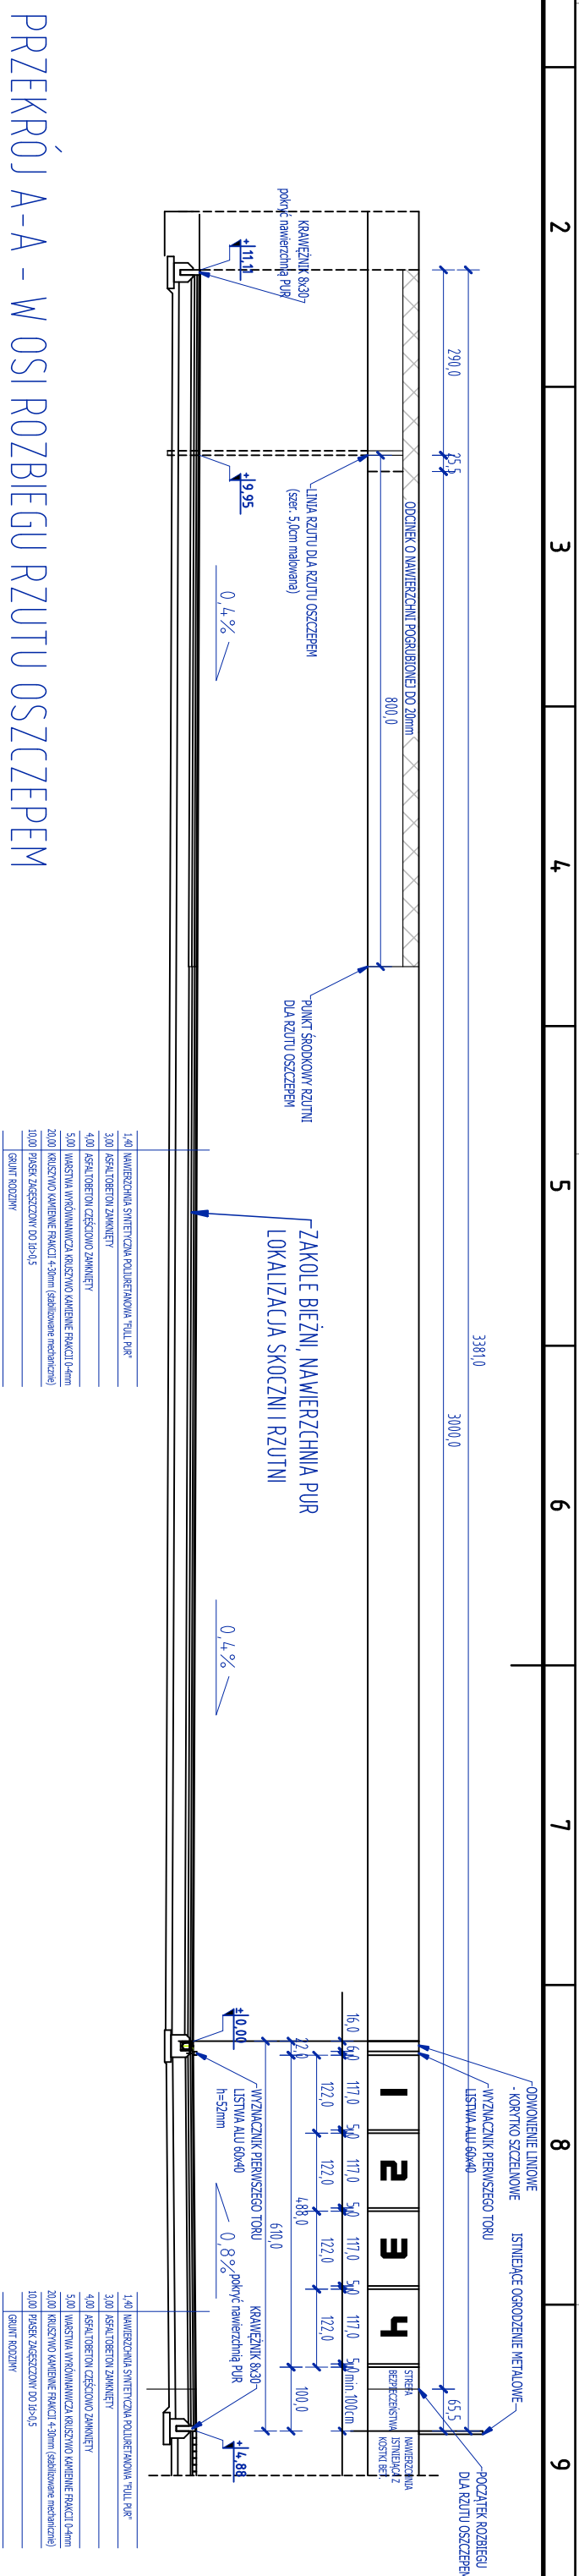 2
3
4
5
6
7
8
9
3381,0
290,0
25,5
3000,0
65,5
ODCINEK O NAWIERZCHNI POGRUBIONEJ DO 20mm
800,0
KRAWĘŻNIK 8x30
pokryć nawierzchnią PUR
+ 11,11
LINIA RZUTU DLA RZUTU OSZCZEPEM
(szer. 5,0cm malowana)
+ 9,95
0,4%
PUNKT ŚRODKOWY RZUTNI
DLA RZUTU OSZCZEPEM
ZAKOLE BIEŻNI, NAWIERZCHNIA PUR
LOKALIZACJA SKOCZNI I RZUTNI
0,4%
ODWONIENIE LINIOWE
- KORYTKO SZCZELNOWE
WYZNACZNIK PIERWSZEGO TORU
LISTWA ALU 60x40
ISTNIEJĄCE OGRODZENIE METALOWE
POCZĄTEK ROZBIEGU
DLA RZUTU OSZCZEPEM
1
2
3
4
STREFA
BEZPIECZEŃSTWA
NAWIERZCHNIA
ISTNIEJĄCA Z
KOSTKI BET.
16,0
6,0
117,0
5,0
117,0
5,0
117,0
5,0
117,0
5,0
min.100cm
122,0
122,0
122,0
122,0
22,0
488,0
100,0
610,0
± 0,00
WYZNACZNIK PIERWSZEGO TORU
LISTWA ALU 60x40
h=52mm
0,8%
KRAWĘŻNIK 8x30
pokryć nawierzchnią PUR
+ 4,88
1,40 NAWIERZCHNIA SYNTETYCZNA POLIURETANOWA "FULL PUR"
3,00 ASFALTOBETON ZAMKNIĘTY
4,00 ASFALTOBETON CZĘŚCIOWO ZAMKNIĘTY
5,00 WARSTWA WYRÓWNAWCZA KRUSZYWO KAMIENNE FRAKCJI 0-4mm
20,00 KRUSZYWO KAMIENNE FRAKCJI 4-30mm (stabilizowane mechanicznie)
10,00 PIASEK ZAGĘSZCZONY DO Id>0,5
GRUNT RODZIMY
1,40 NAWIERZCHNIA SYNTETYCZNA POLIURETANOWA "FULL PUR"
3,00 ASFALTOBETON ZAMKNIĘTY
4,00 ASFALTOBETON CZĘŚCIOWO ZAMKNIĘTY
5,00 WARSTWA WYRÓWNAWCZA KRUSZYWO KAMIENNE FRAKCJI 0-4mm
20,00 KRUSZYWO KAMIENNE FRAKCJI 4-30mm (stabilizowane mechanicznie)
10,00 PIASEK ZAGĘSZCZONY DO Id>0,5
GRUNT RODZIMY
PRZEKRÓJ A-A - W OSI ROZBIEGU RZUTU OSZCZEPEM